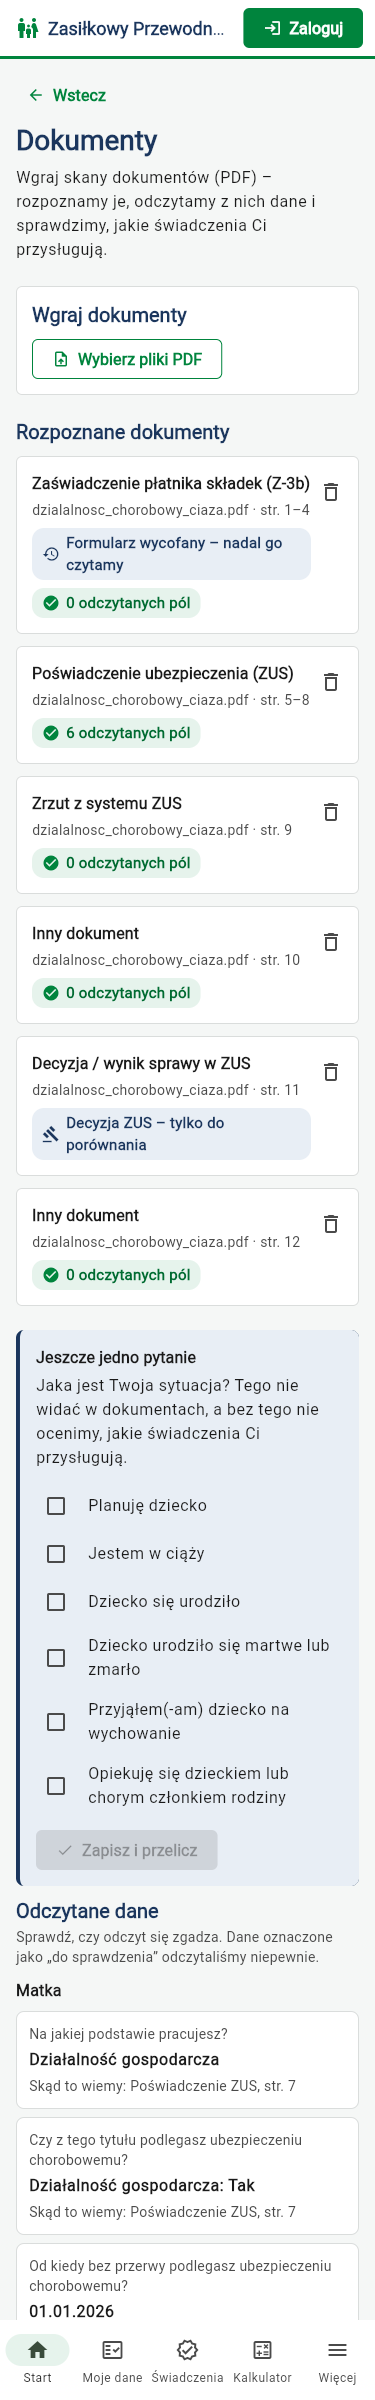 Zasiłkowy Przewodn...
Zaloguj
Wstecz
Dokumenty
Wgraj skany dokumentów (PDF) –
rozpoznamy je, odczytamy z nich dane i
sprawdzimy, jakie świadczenia Ci
przysługują.
Wgraj dokumenty
Wybierz pliki PDF
Rozpoznane dokumenty
Zaświadczenie płatnika składek (Z-3b)
dzialalnosc_chorobowy_ciaza.pdf · str. 1–4
Formularz wycofany – nadal go
czytamy
0 odczytanych pól
Poświadczenie ubezpieczenia (ZUS)
dzialalnosc_chorobowy_ciaza.pdf · str. 5–8
6 odczytanych pól
Zrzut z systemu ZUS
dzialalnosc_chorobowy_ciaza.pdf · str. 9
0 odczytanych pól
Inny dokument
dzialalnosc_chorobowy_ciaza.pdf · str. 10
0 odczytanych pól
Decyzja / wynik sprawy w ZUS
dzialalnosc_chorobowy_ciaza.pdf · str. 11
Decyzja ZUS – tylko do
porównania
Inny dokument
dzialalnosc_chorobowy_ciaza.pdf · str. 12
0 odczytanych pól
Jeszcze jedno pytanie
Jaka jest Twoja sytuacja? Tego nie
widać w dokumentach, a bez tego nie
ocenimy, jakie świadczenia Ci
przysługują.
Planuję dziecko
Jestem w ciąży
Dziecko się urodziło
Dziecko urodziło się martwe lub
zmarło
Przyjąłem(-am) dziecko na
wychowanie
Opiekuję się dzieckiem lub
chorym członkiem rodziny
Zapisz i przelicz
Odczytane dane
Sprawdź, czy odczyt się zgadza. Dane oznaczone
jako „do sprawdzenia” odczytaliśmy niepewnie.
Matka
Na jakiej podstawie pracujesz?
Działalność gospodarcza
Skąd to wiemy: Poświadczenie ZUS, str. 7
Czy z tego tytułu podlegasz ubezpieczeniu
chorobowemu?
Działalność gospodarcza: Tak
Skąd to wiemy: Poświadczenie ZUS, str. 7
Od kiedy bez przerwy podlegasz ubezpieczeniu
chorobowemu?
01.01.2026
Start
Moje dane
Świadczenia
Kalkulator
Więcej